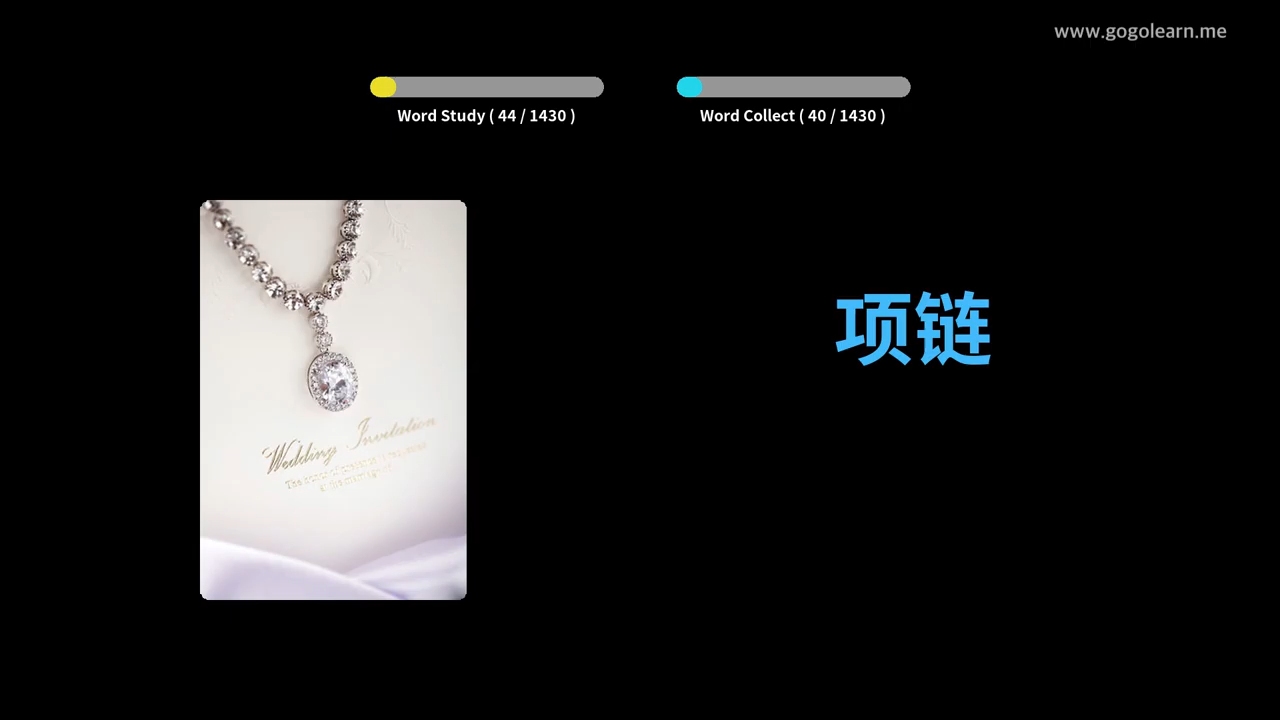 www.gogolearn.me
Word Study ( 44 / 1430 )
Word Collect ( 40 / 1430 )
项链
Wedding Invitation